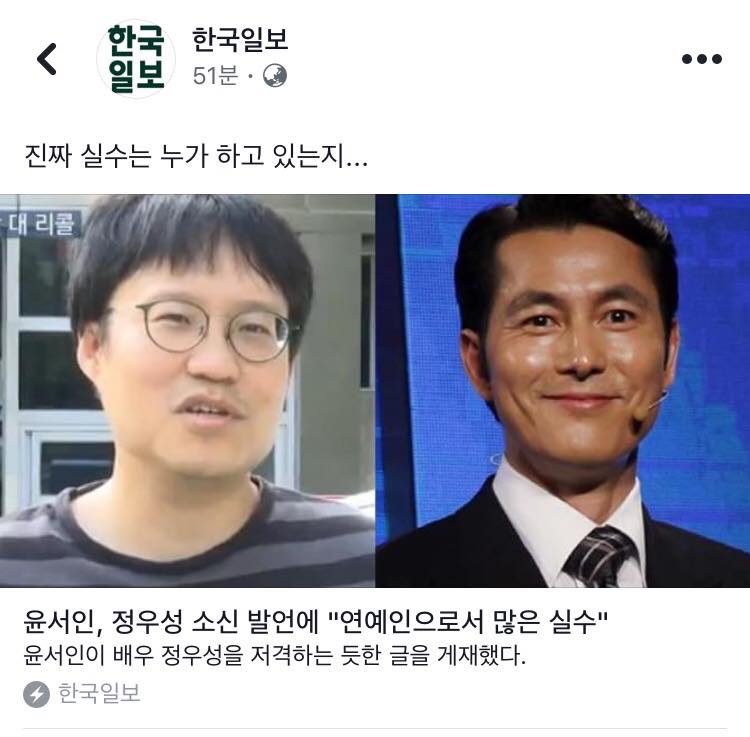 한국
일보
한국일보
51분 ·
진짜 실수는 누가 하고 있는지...
대 리콜
윤서인, 정우성 소신 발언에 "연예인으로서 많은 실수"
윤서인이 배우 정우성을 저격하는 듯한 글을 게재했다.
한국일보